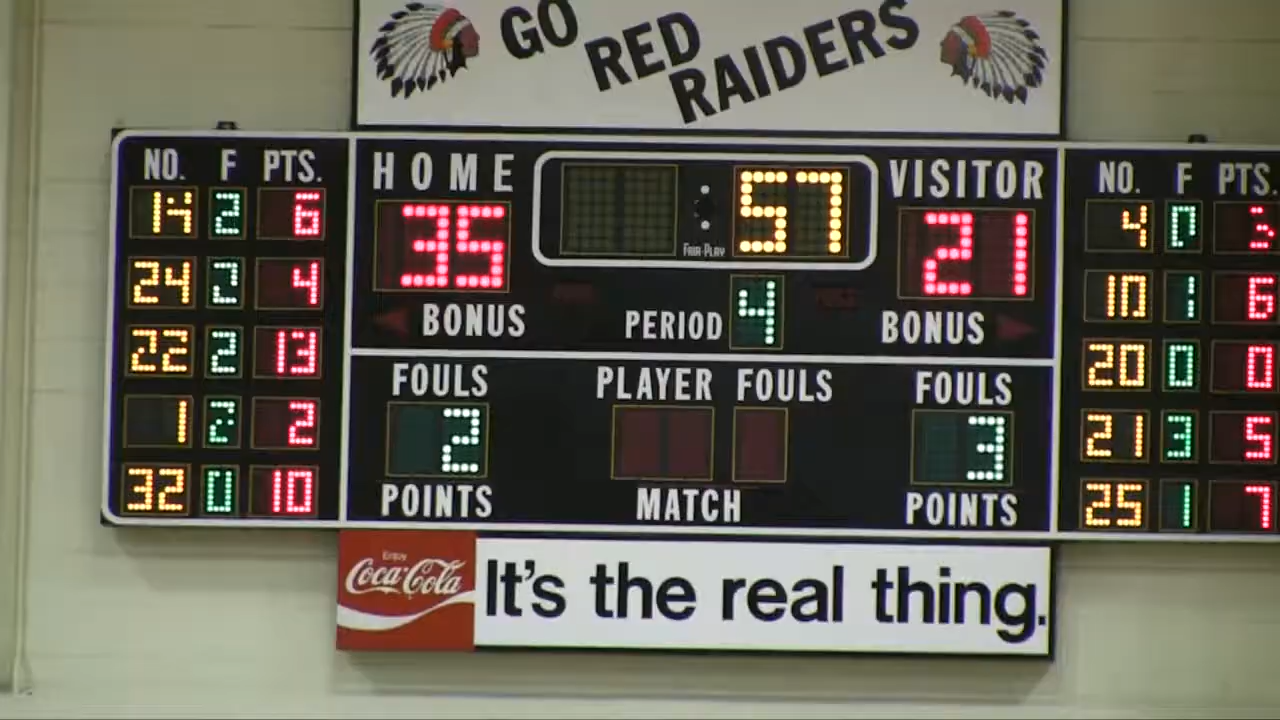 GO RED RAIDERS
NO. F PTS. HOME :57 VISITOR NO. F PTS.
14 2 6 35 FAIR-PLAY 21 4 0
24 2 4 BONUS PERIOD 4 BONUS 10 1 6
22 2 13 FOULS PLAYER FOULS FOULS 20 0 0
1 2 2 2 3 21 3 5
32 0 10 POINTS MATCH POINTS 25 1 7
Enjoy
Coca-Cola It's the real thing.